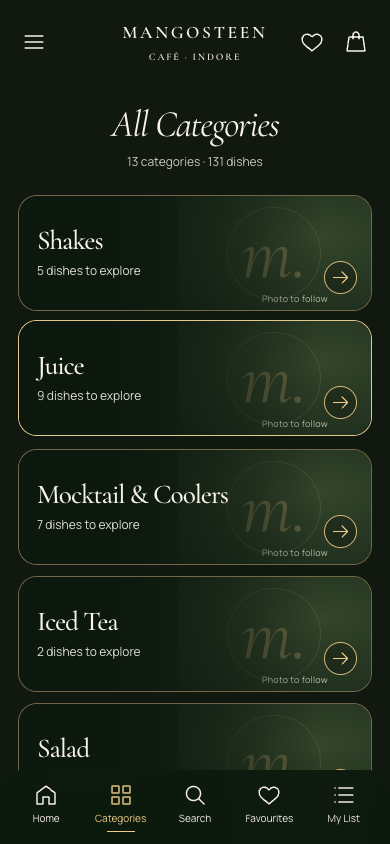 MANGOSTEEN
CAFÉ · INDORE
All Categories
13 categories · 131 dishes
Shakes
5 dishes to explore
m.
Photo to follow
Juice
9 dishes to explore
m.
Photo to follow
Mocktail & Coolers
7 dishes to explore
m.
Photo to follow
Iced Tea
2 dishes to explore
m.
Photo to follow
Salad
m.
Home
Categories
Search
Favourites
My List